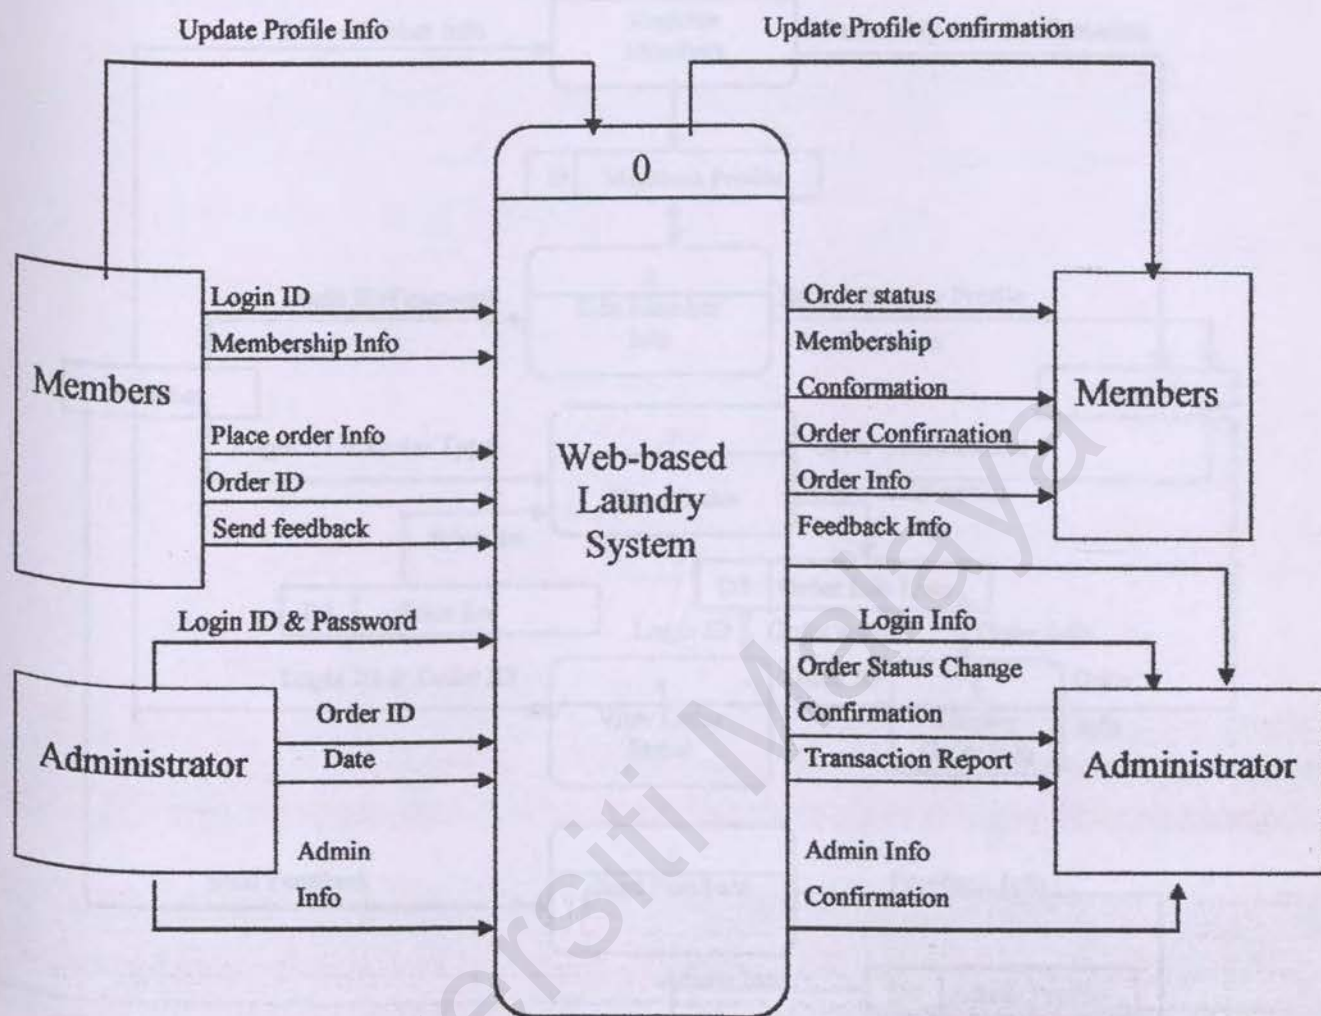 Update Profile Info
Update Profile Confirmation
0
Members
Login ID
Membership Info
Place order Info
Order ID
Send feedback
Web-based
Laundry
System
Order status
Membership
Conformation
Order Confirmation
Order Info
Feedback Info
Members
Login ID & Password
Administrator
Order ID
Date
Admin
Info
Login Info
Order Status Change
Confirmation
Transaction Report
Admin Info
Confirmation
Administrator
ersiti Malaya